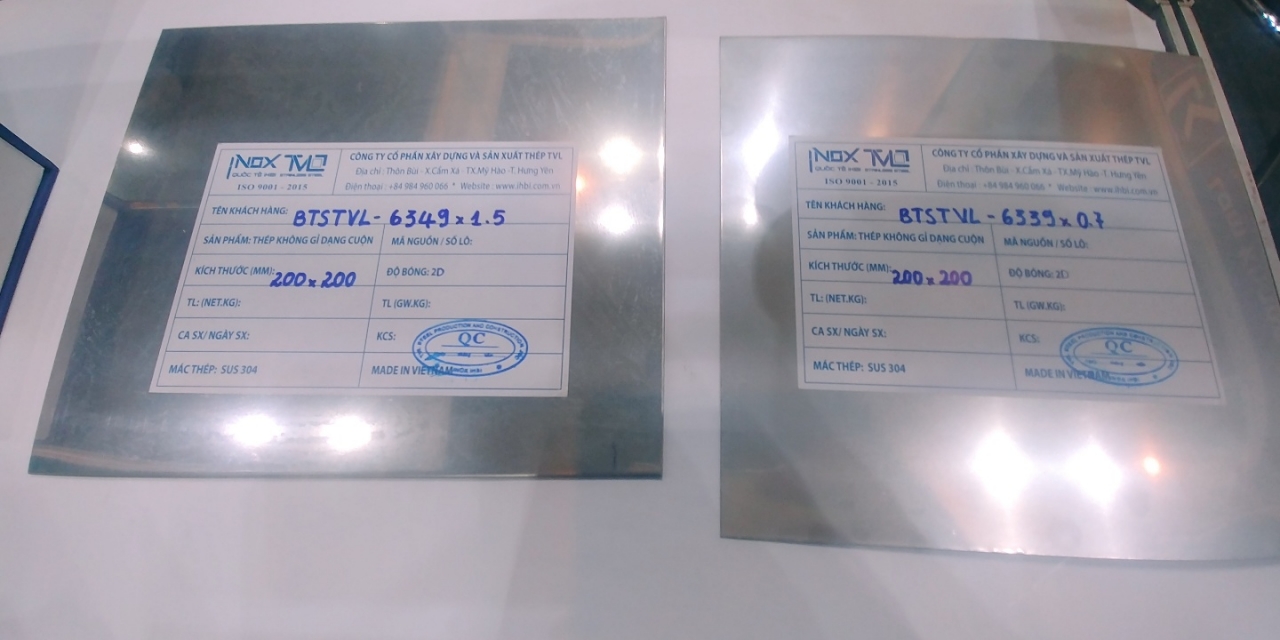 INOX TVL
QUỐC TẾ IHBI STAINLESS STEEL
ISO 9001 - 2015
CÔNG TY CỔ PHẦN XÂY DỰNG VÀ SẢN XUẤT THÉP TVL
Địa chỉ : Thôn Bùi - X.Cẩm Xá - TX.Mỹ Hào -T. Hưng Yên
Điện thoại : +84 984 960 066 * Website : www.ihbi.com.vn
TÊN KHÁCH HÀNG: BTSTVL - 6349 x 1.5
SẢN PHẨM: THÉP KHÔNG GỈ DẠNG CUỘN MÃ NGUỒN / SỐ LÔ:
KÍCH THƯỚC (MM): 200 x 200 ĐỘ BÓNG: 2D
TL: (NET.KG): TL (GW.KG):
CA SX/ NGÀY SX: KCS: QC
STEEL PRODUCTION AND CONSTRUCTION
MÁC THÉP: SUS 304 MADE IN VIETNAM
INOX TVL
QUỐC TẾ IHBI STAINLESS STEEL
ISO 9001 - 2015
CÔNG TY CỔ PHẦN XÂY DỰNG VÀ SẢN XUẤT THÉP TVL
Địa chỉ : Thôn Bùi - X.Cẩm Xá - TX.Mỹ Hào -T. Hưng Yên
Điện thoại : +84 984 960 066 * Website : www.ihbi.com.vn
TÊN KHÁCH HÀNG: BTSTVL - 6339 x 0.7
SẢN PHẨM: THÉP KHÔNG GỈ DẠNG CUỘN MÃ NGUỒN / SỐ LÔ:
KÍCH THƯỚC (MM): 200 x 200 ĐỘ BÓNG: 2D
TL: (NET.KG): TL (GW.KG):
CA SX/ NGÀY SX: KCS: QC
MÁC THÉP: SUS 304 MADE IN VIETNAM